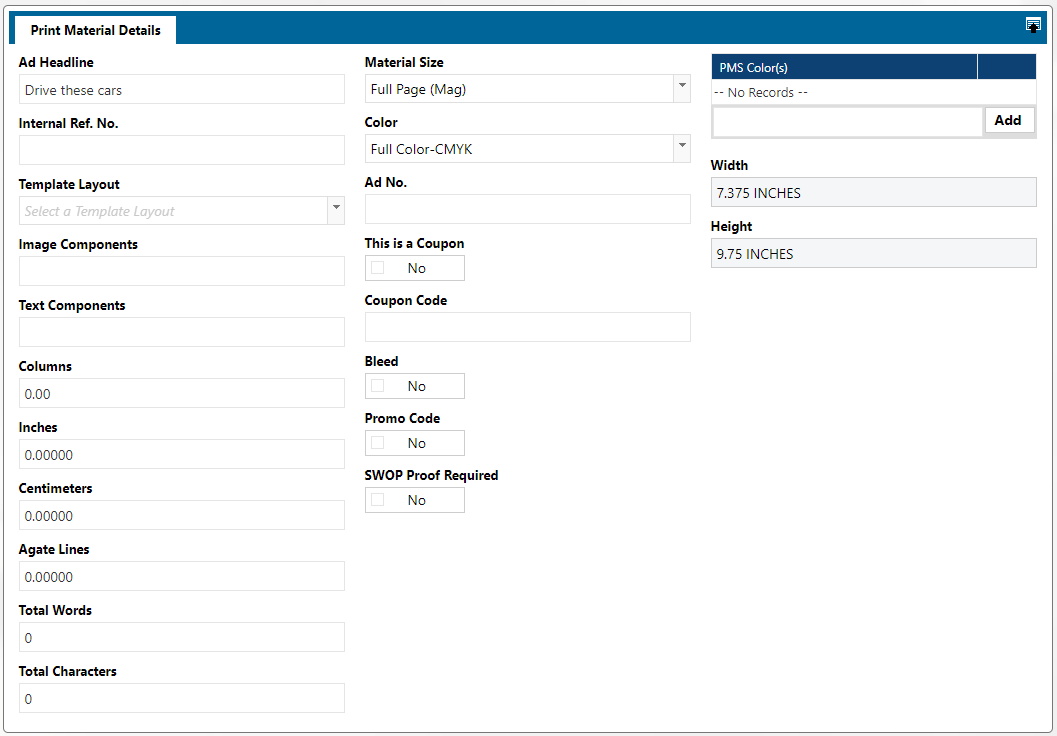 Print Material Details
Ad Headline
Drive these cars
Internal Ref. No.
Template Layout
Select a Template Layout
Image Components
Text Components
Columns
0.00
Inches
0.00000
Centimeters
0.00000
Agate Lines
0.00000
Total Words
0
Total Characters
0
Material Size
Full Page (Mag)
Color
Full Color-CMYK
Ad No.
This is a Coupon
No
Coupon Code
Bleed
No
Promo Code
No
SWOP Proof Required
No
PMS Color(s)
-- No Records --
Add
Width
7.375 INCHES
Height
9.75 INCHES